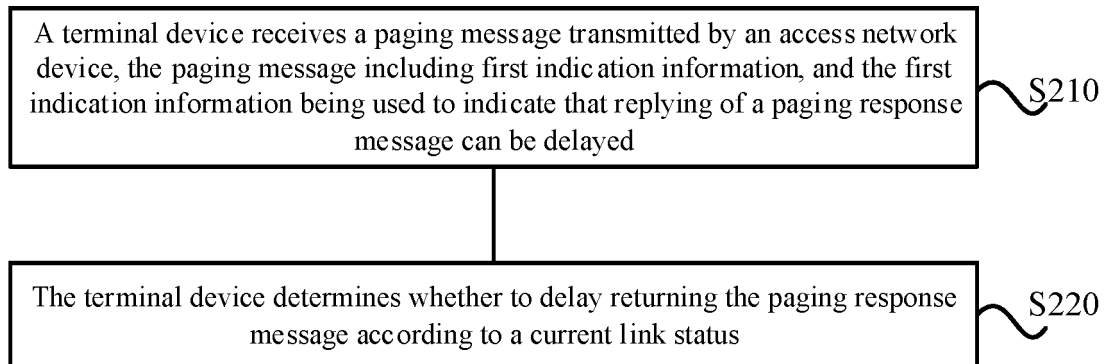 A terminal device receives a paging message transmitted by an access network
device, the paging message including first indication information, and the first
indication information being used to indicate that replying of a paging response
message can be delayed
S210
The terminal device determines whether to delay returning the paging response
message according to a current link status
S220